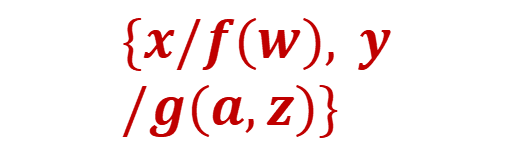 {x/f(w), y
/g(a,z)}